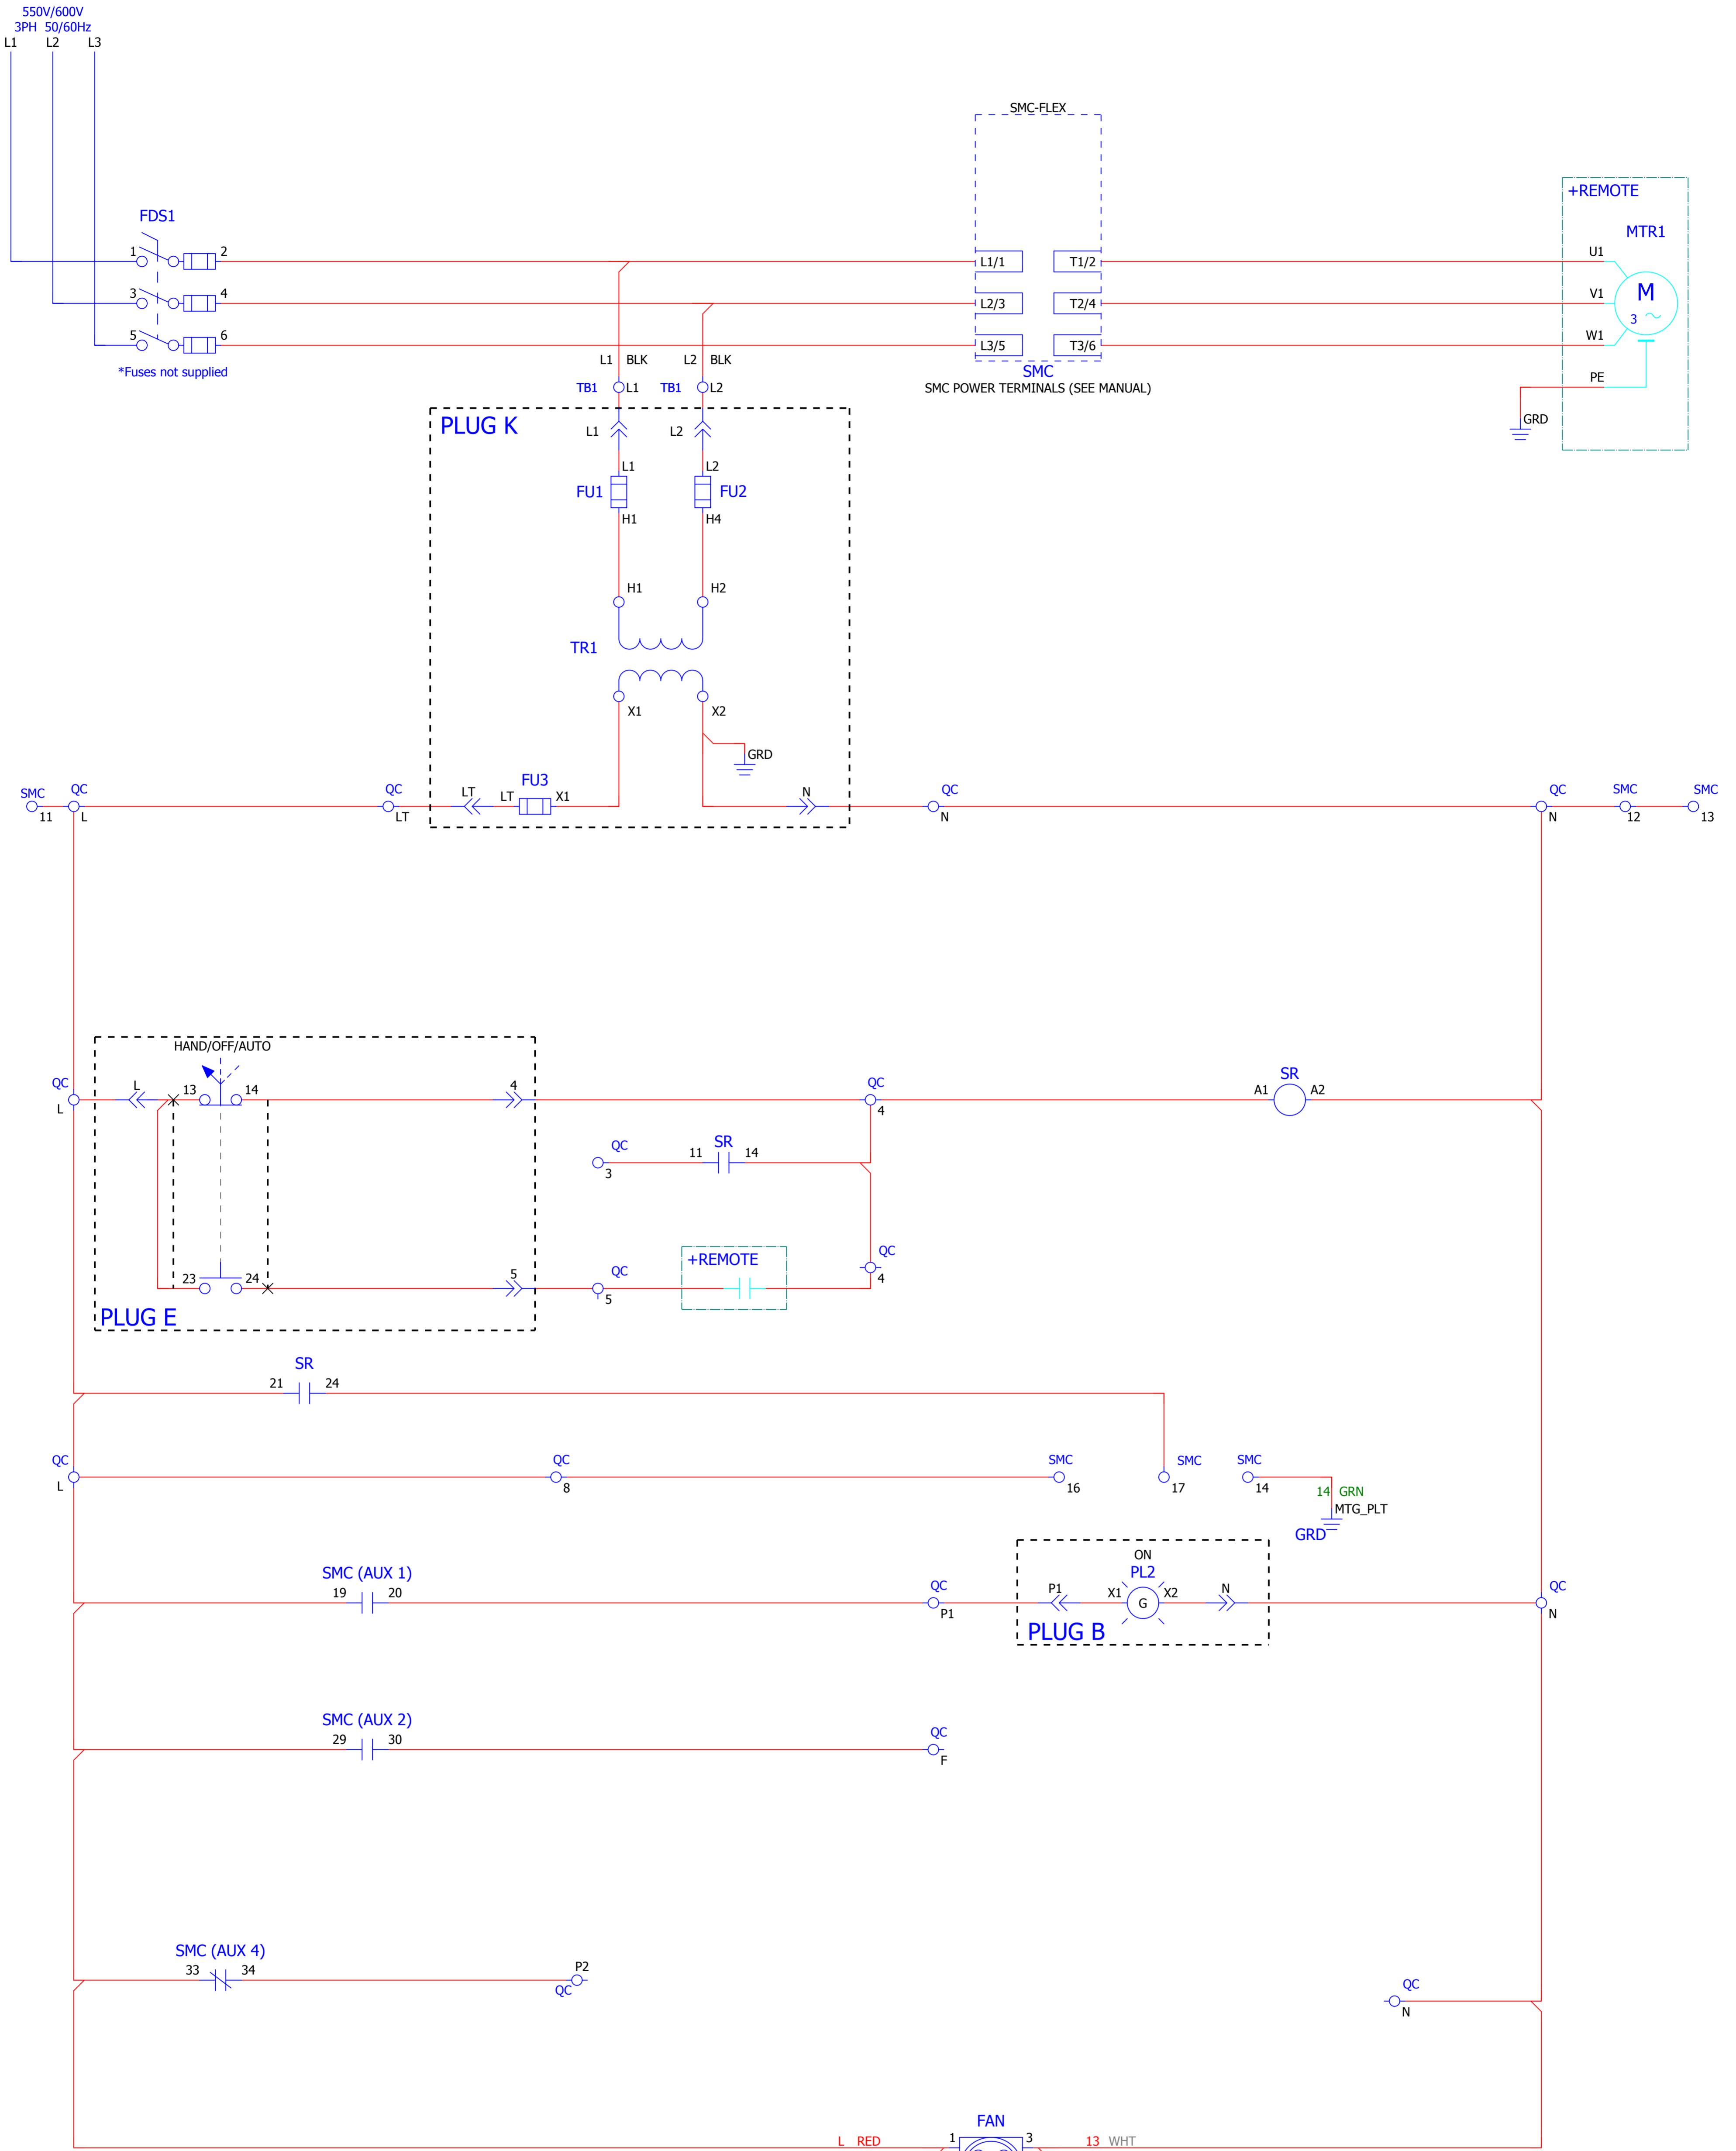 550V/600V
3PH 50/60Hz
L1 L2 L3
SMC-FLEX
+REMOTE
FDS1
MTR1
1 2 L1/1 T1/2 U1
3 4 L2/3 T2/4 V1 M
3
5 6 L3/5 T3/6 W1
*Fuses not supplied
L1 BLK L2 BLK
SMC
SMC POWER TERMINALS (SEE MANUAL)
PE
TB1 L1 TB1 L2
GRD
PLUG K
L1 L2
L1 L2
FU1 FU2
H1 H4
H1 H2
TR1
X1 X2
GRD
FU3
SMC QC QC LT LT X1 N QC QC SMC SMC
11 L LT N N 12 13
HAND/OFF/AUTO
QC L 13 14 4 QC SR
L 4 A1 A2
QC SR
3 11 14
+REMOTE QC
23 24 5 QC 4
5
PLUG E
SR
21 24
QC QC SMC SMC SMC
L 8 16 17 14
14 GRN
MTG_PLT
GRD
ON
SMC (AUX 1) PL2
19 20 QC P1 X1 G X2 N QC
P1 N
PLUG B
SMC (AUX 2)
29 30 QC
F
SMC (AUX 4)
33 34 P2
QC
QC
N
FAN
L RED 1 3 13 WHT